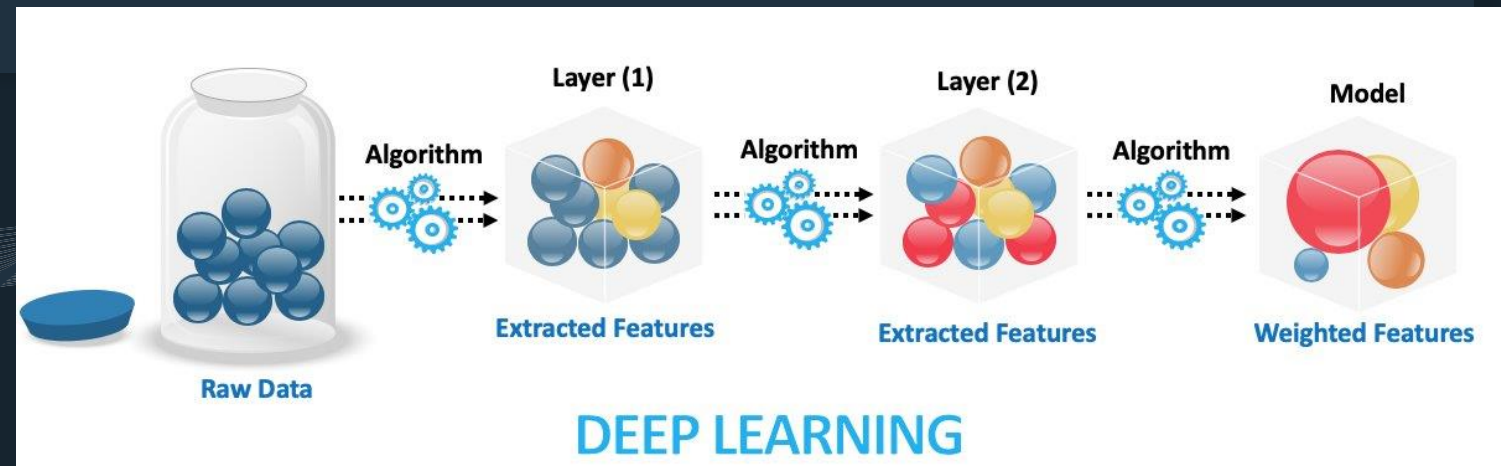 Layer (1)
Layer (2)
Model
Algorithm
Algorithm
Algorithm
Extracted Features
Extracted Features
Weighted Features
Raw Data
DEEP LEARNING